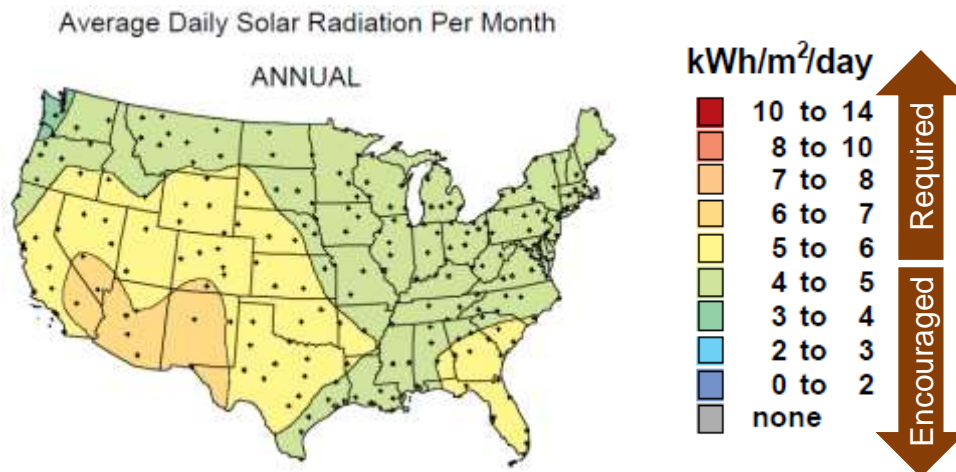 Average Daily Solar Radiation Per Month
ANNUAL
kWh/m²/day
10 to 14
8 to 10
7 to 8
6 to 7
5 to 6
4 to 5
3 to 4
2 to 3
0 to 2
none
Required
Encouraged